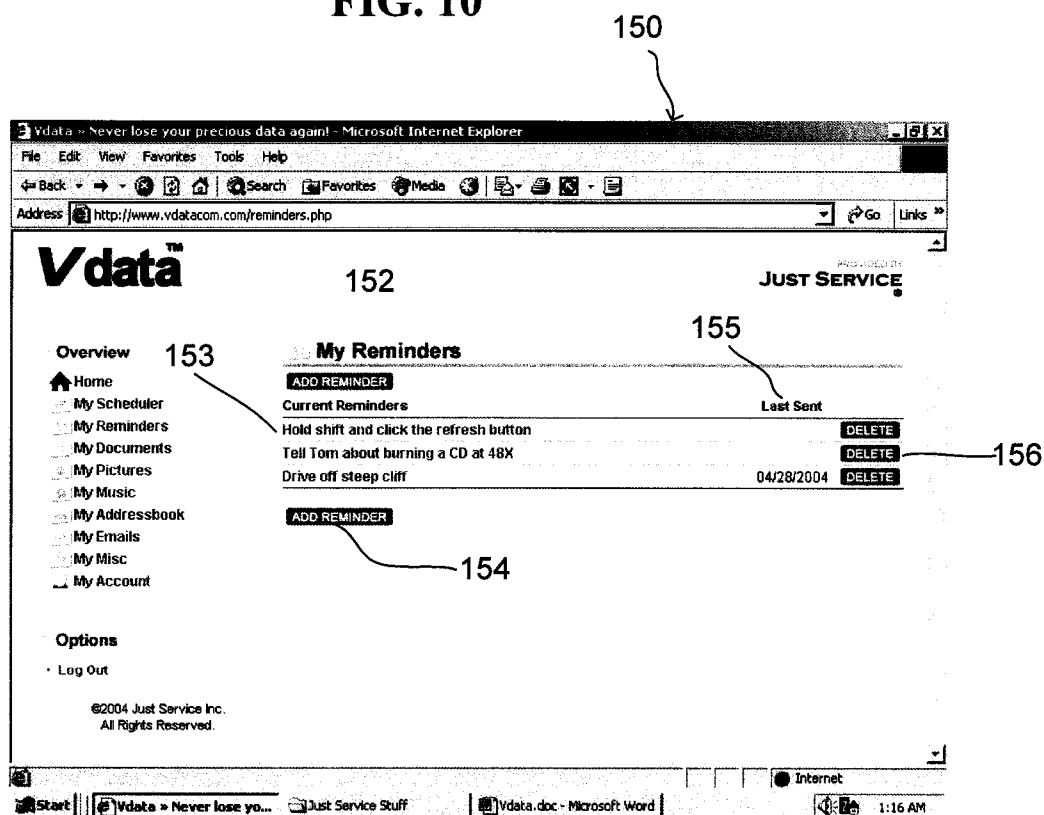 FIG. 10
150
Vdata » Never lose your precious data again! - Microsoft Internet Explorer
File Edit View Favorites Tools Help
Back Search Favorites Media
Address http://www.vdatacom.com/reminders.php Go Links »
Vdata™
152
PROVIDED BY
JUST SERVICE
155
Overview
153
My Reminders
Home
ADD REMINDER
My Scheduler
Current Reminders Last Sent
My Reminders
Hold shift and click the refresh button DELETE
My Documents
Tell Tom about burning a CD at 48X DELETE
156
My Pictures
Drive off steep cliff 04/28/2004 DELETE
My Music
My Addressbook
ADD REMINDER
My Emails
My Misc
154
My Account
Options
· Log Out
©2004 Just Service Inc.
All Rights Reserved.
Internet
Start Vdata » Never lose yo... Just Service Stuff Vdata.doc - Microsoft Word 1:16 AM